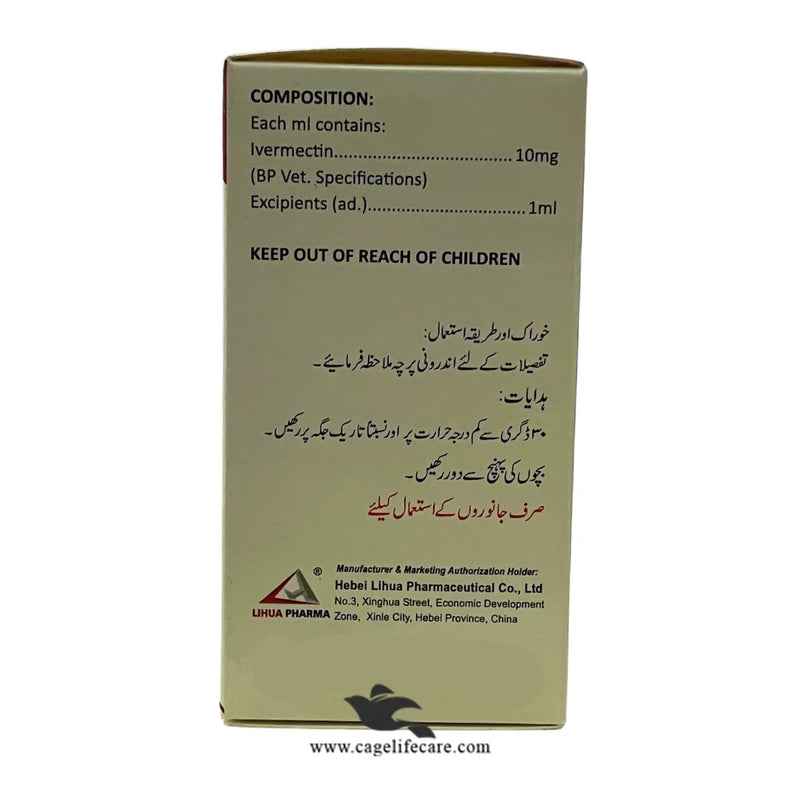 COMPOSITION:
Each ml contains:
Ivermectin.....................................10mg
(BP Vet. Specifications)
Excipients (ad.)................................1ml
KEEP OUT OF REACH OF CHILDREN
خوراک اور طریقہ استعمال:
تفصیلات کے لئے اندرونی پرچہ ملاحظہ فرمائیے۔
ہدایات:
۳۰ ڈگری سے کم درجہ حرارت پر اور نسبتاً تاریک جگہ پر رکھیں۔
بچوں کی پہنچ سے دور رکھیں۔
صرف جانوروں کے استعمال کیلئے
®
LIHUA PHARMA
Manufacturer & Marketing Authorization Holder:
Hebei Lihua Pharmaceutical Co., Ltd
No.3, Xinghua Street, Economic Development
Zone, Xinle City, Hebei Province, China
www.cagelifecare.com